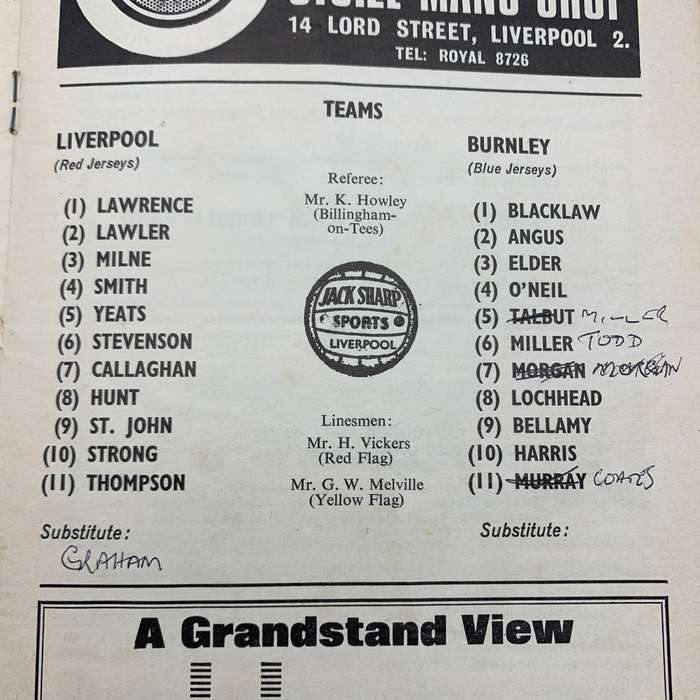 14 LORD STREET, LIVERPOOL 2.
TEL: ROYAL 8726
TEAMS
LIVERPOOL
(Red Jerseys)
(1) LAWRENCE
(2) LAWLER
(3) MILNE
(4) SMITH
(5) YEATS
(6) STEVENSON
(7) CALLAGHAN
(8) HUNT
(9) ST. JOHN
(10) STRONG
(11) THOMPSON
Substitute:
GRAHAM
Referee:
Mr. K. Howley
(Billingham-
on-Tees)
JACK SHARP
SPORTS
LIVERPOOL
Linesmen:
Mr. H. Vickers
(Red Flag)
Mr. G. W. Melville
(Yellow Flag)
BURNLEY
(Blue Jerseys)
(1) BLACKLAW
(2) ANGUS
(3) ELDER
(4) O'NEIL
(5) TALBUT MILLER
(6) MILLER TODD
(7) MORGAN MORGAN
(8) LOCHHEAD
(9) BELLAMY
(10) HARRIS
(11) MURRAY COATES
Substitute:
A Grandstand View